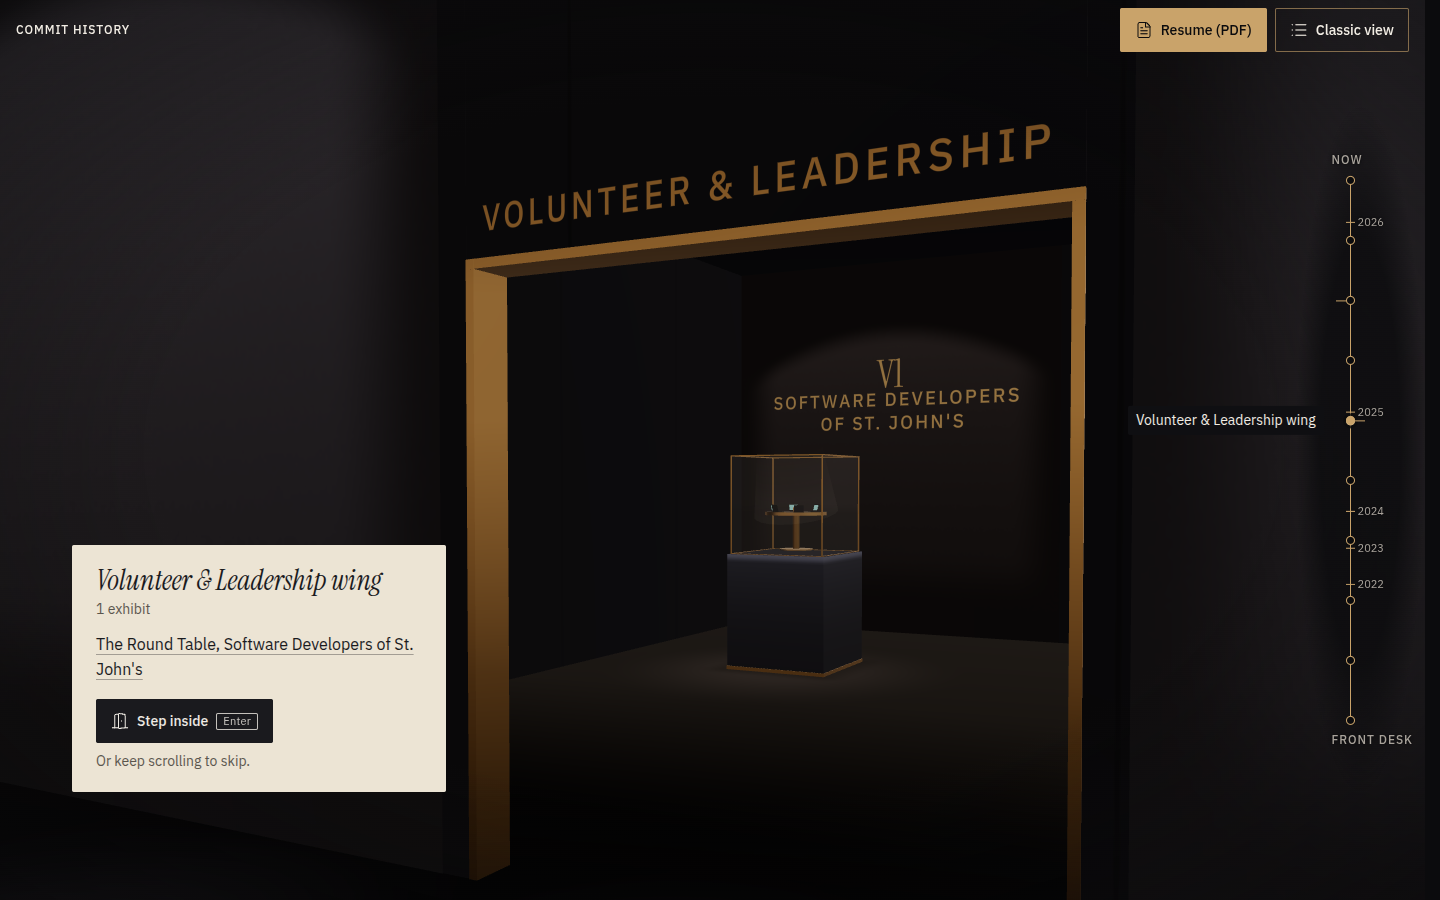 COMMIT HISTORY
Resume (PDF)
Classic view
VOLUNTEER & LEADERSHIP
NOW
2026
VI
SOFTWARE DEVELOPERS
OF ST. JOHN'S
2025
Volunteer & Leadership wing
2024
2023
2022
FRONT DESK
Volunteer & Leadership wing
1 exhibit
The Round Table, Software Developers of St.
John's
Step inside Enter
Or keep scrolling to skip.